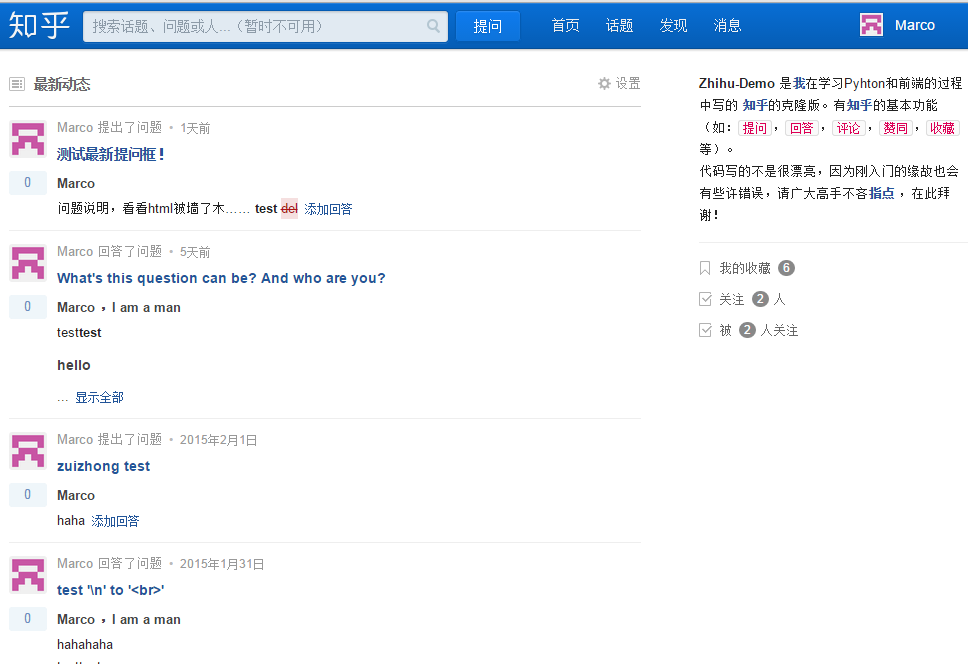 知乎
搜索话题、问题或人...（暂时不可用）
提问
首页 话题 发现 消息
Marco
最新动态
设置
Marco 提出了问题 • 1天前
测试最新提问框！
0
Marco
问题说明，看看html被墙了木…… test del 添加回答
Marco 回答了问题 • 5天前
What's this question can be? And who are you?
0
Marco ，I am a man
testtest
hello
... 显示全部
Marco 提出了问题 • 2015年2月1日
zuizhong test
0
Marco
haha 添加回答
Marco 回答了问题 • 2015年1月31日
test '\n' to '<br>'
0
Marco ，I am a man
hahahaha
Zhihu-Demo 是我在学习Pyhton和前端的过程
中写的 知乎的克隆版。有知乎的基本功能
（如： 提问 ， 回答 ， 评论 ， 赞同 ， 收藏
等）。
代码写的不是很漂亮，因为刚入门的缘故也会
有些许错误，请广大高手不吝指点 ，在此拜
谢！
我的收藏 6
关注 2 人
被 2 人关注